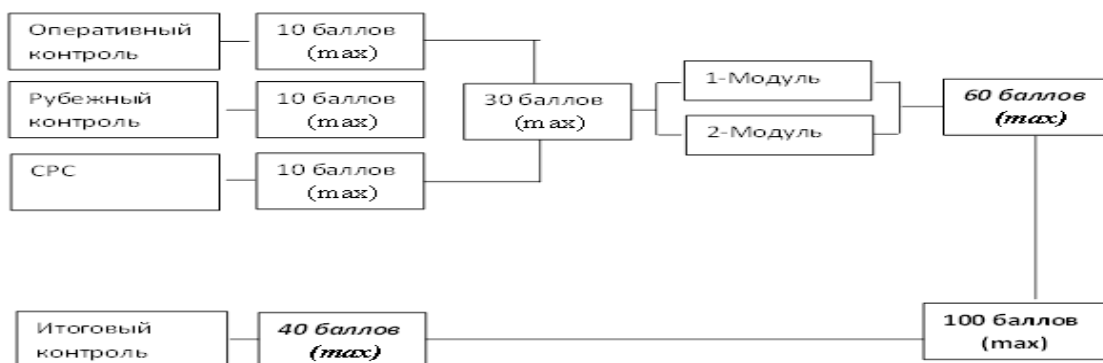 Оперативный
контроль
10 баллов
(max)
Рубежный
контроль
10 баллов
(max)
СРС
10 баллов
(max)
30 баллов
(max)
1-Модуль
2-Модуль
60 баллов
(max)
Итоговый
контроль
40 баллов
(max)
100 баллов
(max)